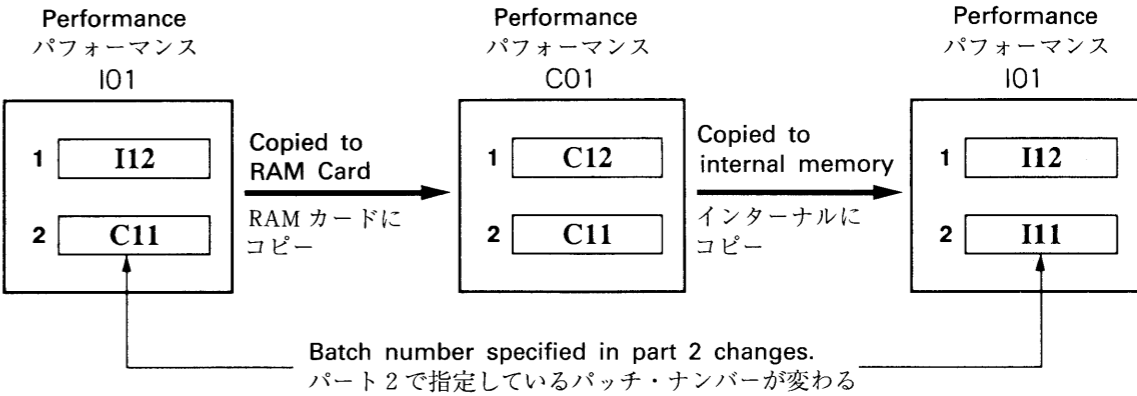 Performance
パフォーマンス
I01
1 I12
2 C11
Copied to
RAM Card
RAM カードに
コピー
Performance
パフォーマンス
C01
1 C12
2 C11
Copied to
internal memory
インターナルに
コピー
Performance
パフォーマンス
I01
1 I12
2 I11
Batch number specified in part 2 changes.
パート2で指定しているパッチ・ナンバーが変わる